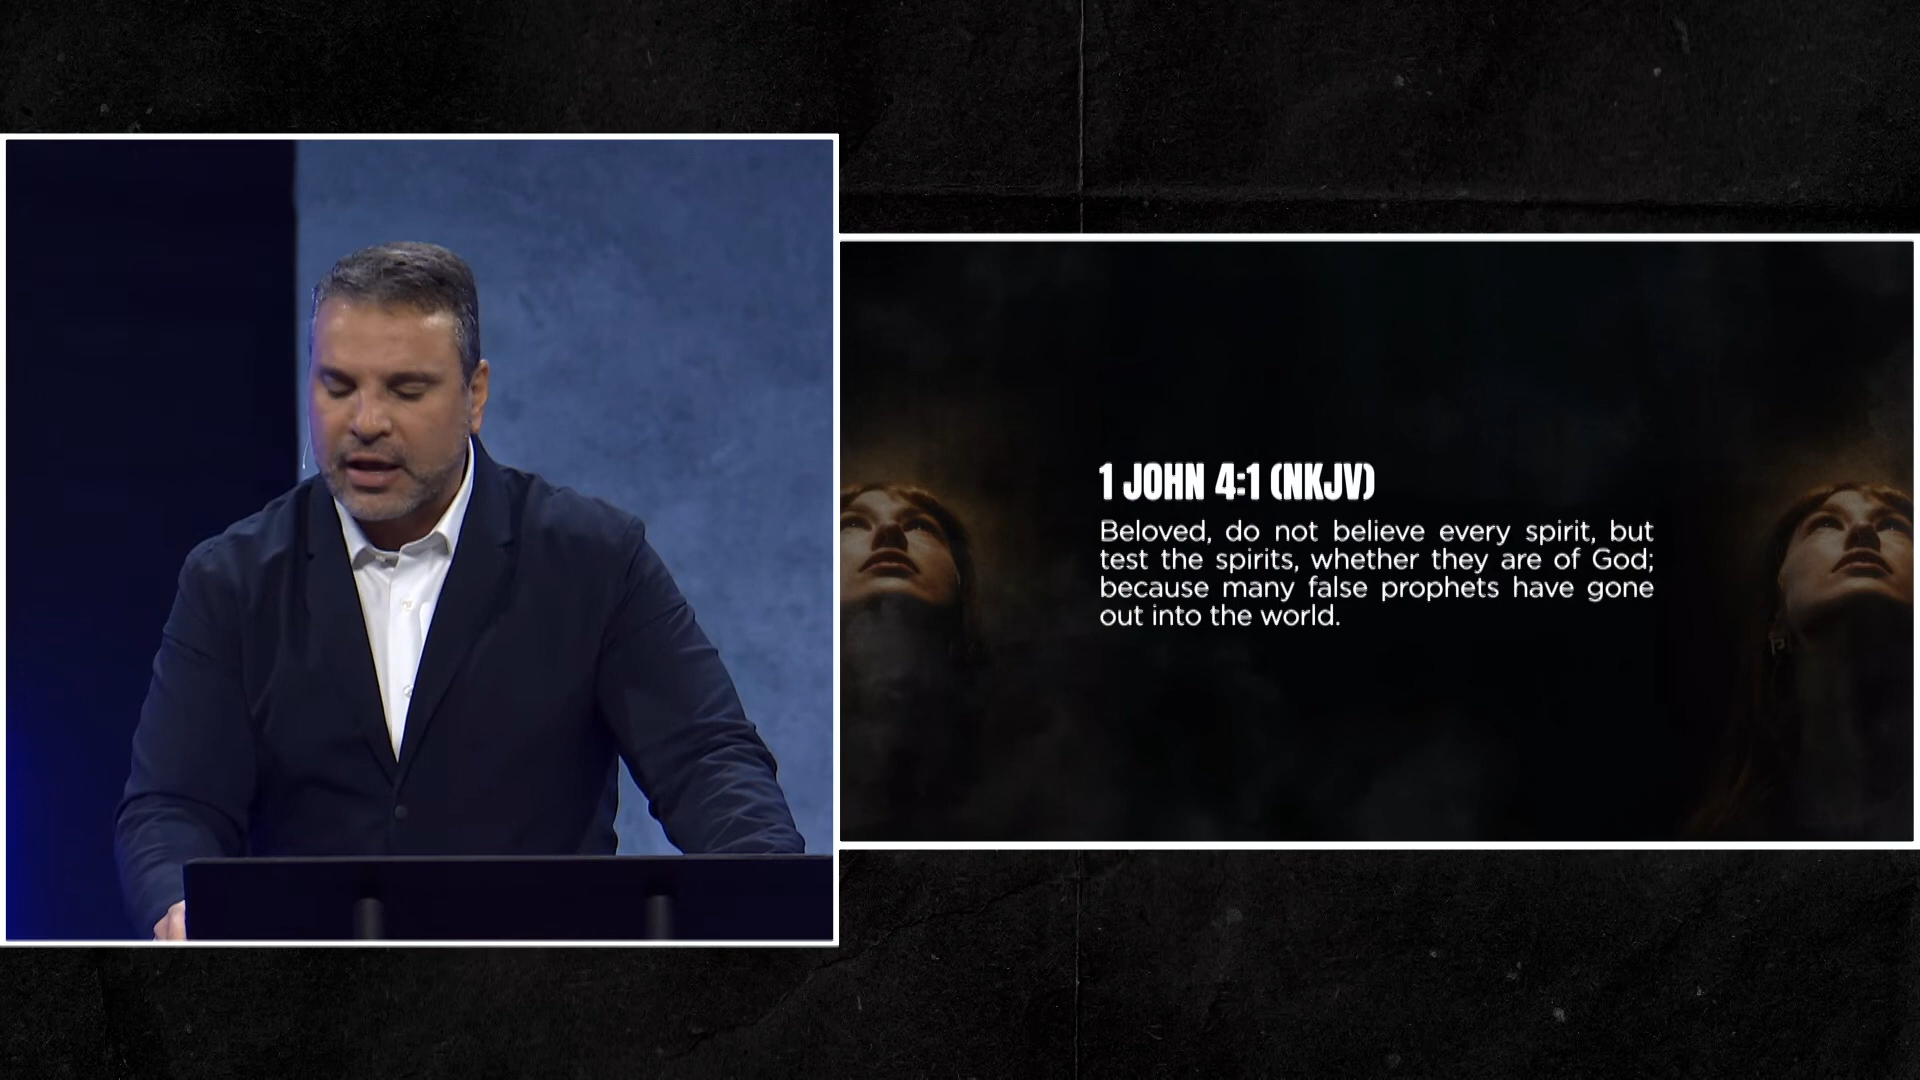 1 JOHN 4:1 (NKJV)
Beloved, do not believe every spirit, but
test the spirits, whether they are of God;
because many false prophets have gone
out into the world.